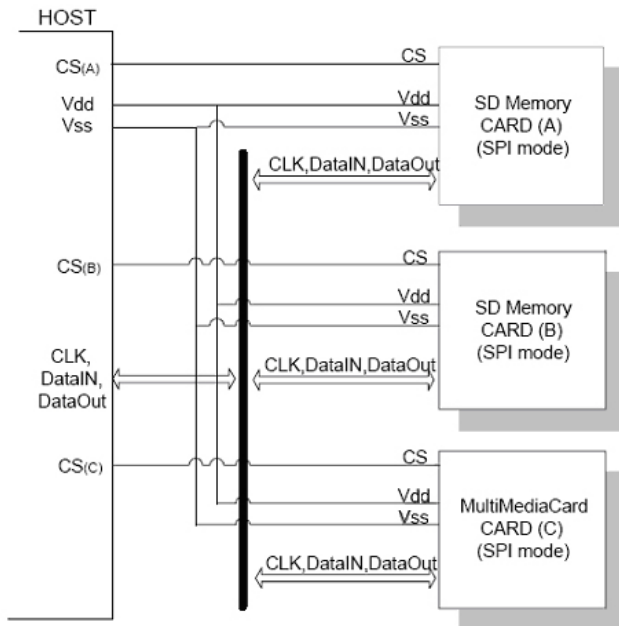 HOST
CS(A)
CS
Vdd
Vdd
Vss
Vss
SD Memory
CARD (A)
(SPI mode)
CLK,DataIN,DataOut
CS(B)
CS
Vdd
Vss
SD Memory
CARD (B)
(SPI mode)
CLK,
DataIN,
DataOut
CLK,DataIN,DataOut
CS(C)
CS
Vdd
Vss
MultiMediaCard
CARD (C)
(SPI mode)
CLK,DataIN,DataOut